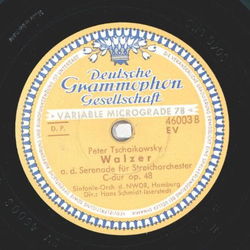 Deutsche
Grammophon
Gesellschaft
VARIABLE MICROGRADE 78
D.P.
46003 B
EV
Peter Tschaikowsky
Walzer
a. d. Serenade für Streichorchester
C-dur op. 48
Sinfonie-Orch. d. NWDR, Hamburg
Dir.: Hans Schmidt-Isserstedt